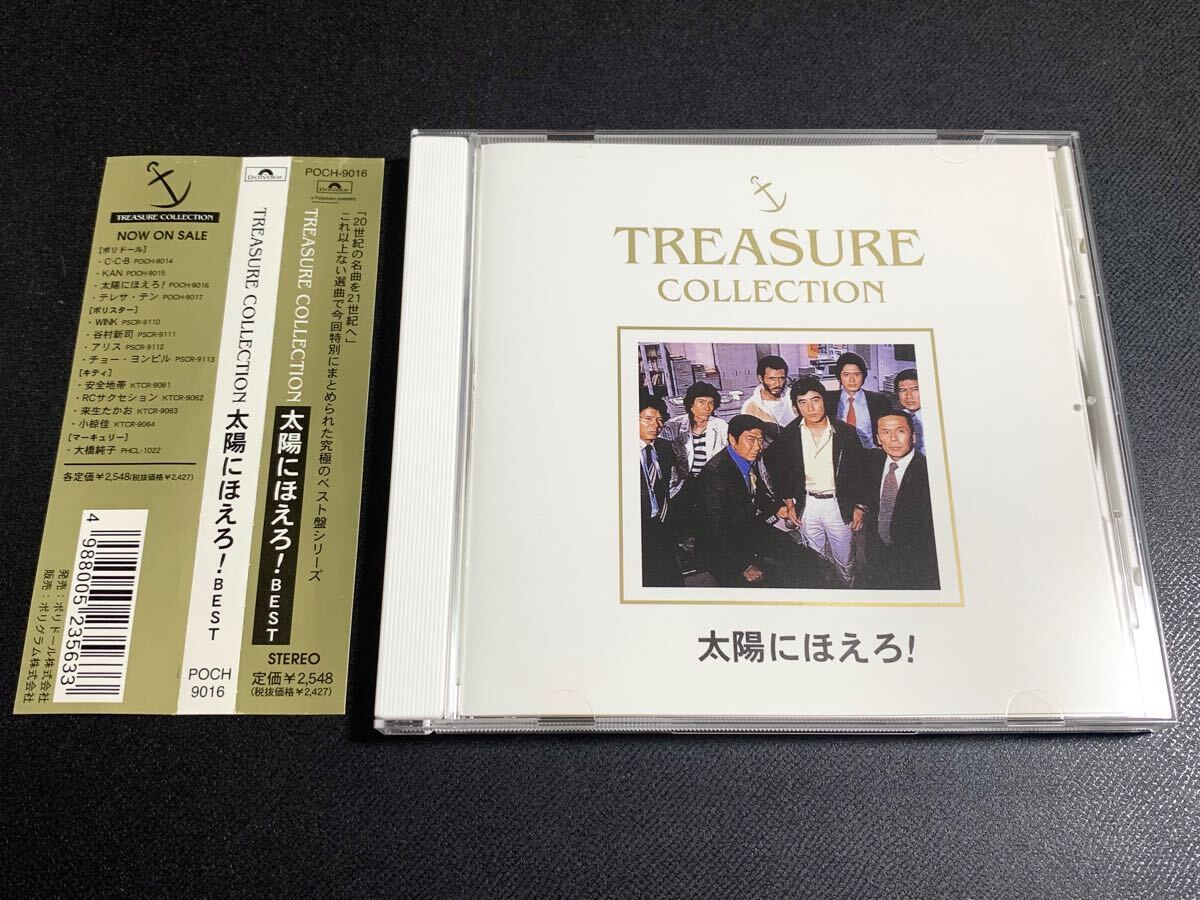 TREASURE COLLECTION
NOW ON SALE
[ポリドール]
・C-C-B POCH-9014
・KAN POCH-9015
・太陽にほえろ! POCH-9016
・テレサ・テン POCH-9017
[ポリスター]
・WINK PSCR-9110
・谷村新司 PSCR-9111
・アリス PSCR-9112
・チョー・ヨンピル PSCR-9113
[キティ]
・安全地帯 KTCR-9061
・RCサクセション KTCR-9062
・来生たかお KTCR-9063
・小椋佳 KTCR-9064
[マーキュリー]
・大橋純子 PHCL-1022
各定価¥2,548(税抜価格¥2,427)
4 988005 235633
発売:ポリドール株式会社
販売:ポリグラム株式会社
Polydor
TREASURE COLLECTION 太陽にほえろ!BEST
POCH
9016
POCH-9016
Polydor
a PolyGram company
「20世紀の名曲を21世紀へ」
これ以上ない選曲で今回特別にまとめられた究極のベスト盤シリーズ
TREASURE COLLECTION 太陽にほえろ!BEST
STEREO
定価¥2,548
(税抜価格¥2,427)
TREASURE
COLLECTION
太陽にほえろ!